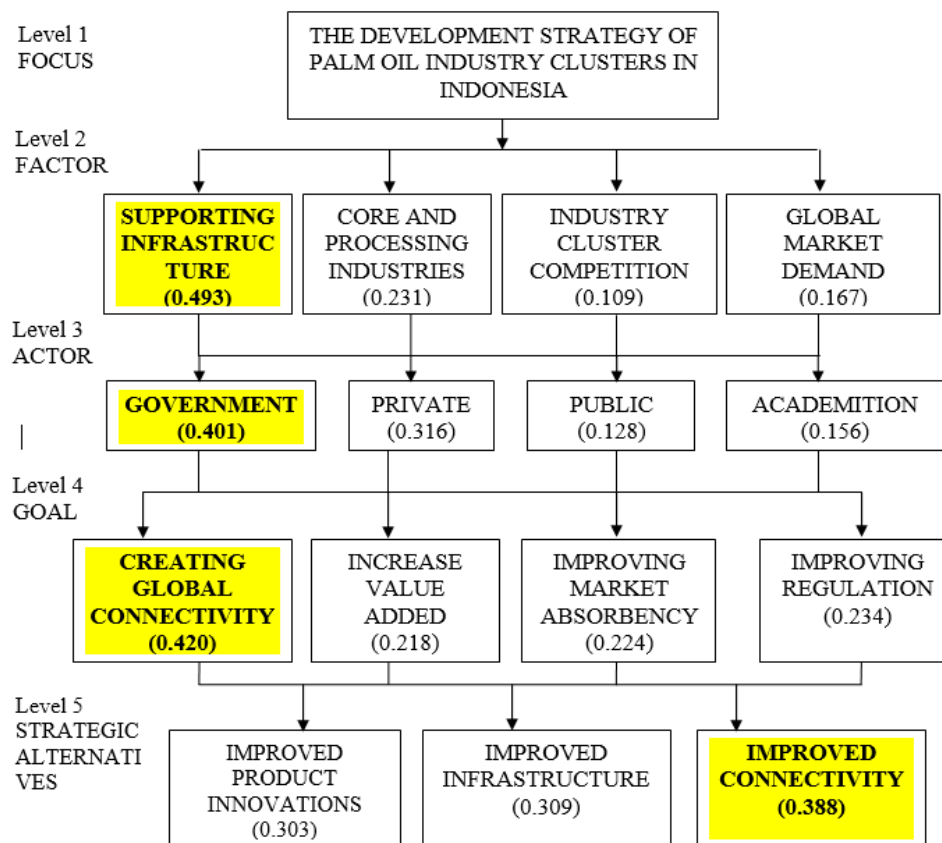 Level 1
FOCUS
THE DEVELOPMENT STRATEGY OF
PALM OIL INDUSTRY CLUSTERS IN
INDONESIA
Level 2
FACTOR
SUPPORTING
INFRASTRUC
TURE
(0.493)
CORE AND
PROCESSING
INDUSTRIES
(0.231)
INDUSTRY
CLUSTER
COMPETITION
(0.109)
GLOBAL
MARKET
DEMAND
(0.167)
Level 3
ACTOR
GOVERNMENT
(0.401)
PRIVATE
(0.316)
PUBLIC
(0.128)
ACADEMITION
(0.156)
Level 4
GOAL
CREATING
GLOBAL
CONNECTIVITY
(0.420)
INCREASE
VALUE
ADDED
(0.218)
IMPROVING
MARKET
ABSORBENCY
(0.224)
IMPROVING
REGULATION
(0.234)
Level 5
STRATEGIC
ALTERNATI
VES
IMPROVED
PRODUCT
INNOVATIONS
(0.303)
IMPROVED
INFRASTRUCTURE
(0.309)
IMPROVED
CONNECTIVITY
(0.388)